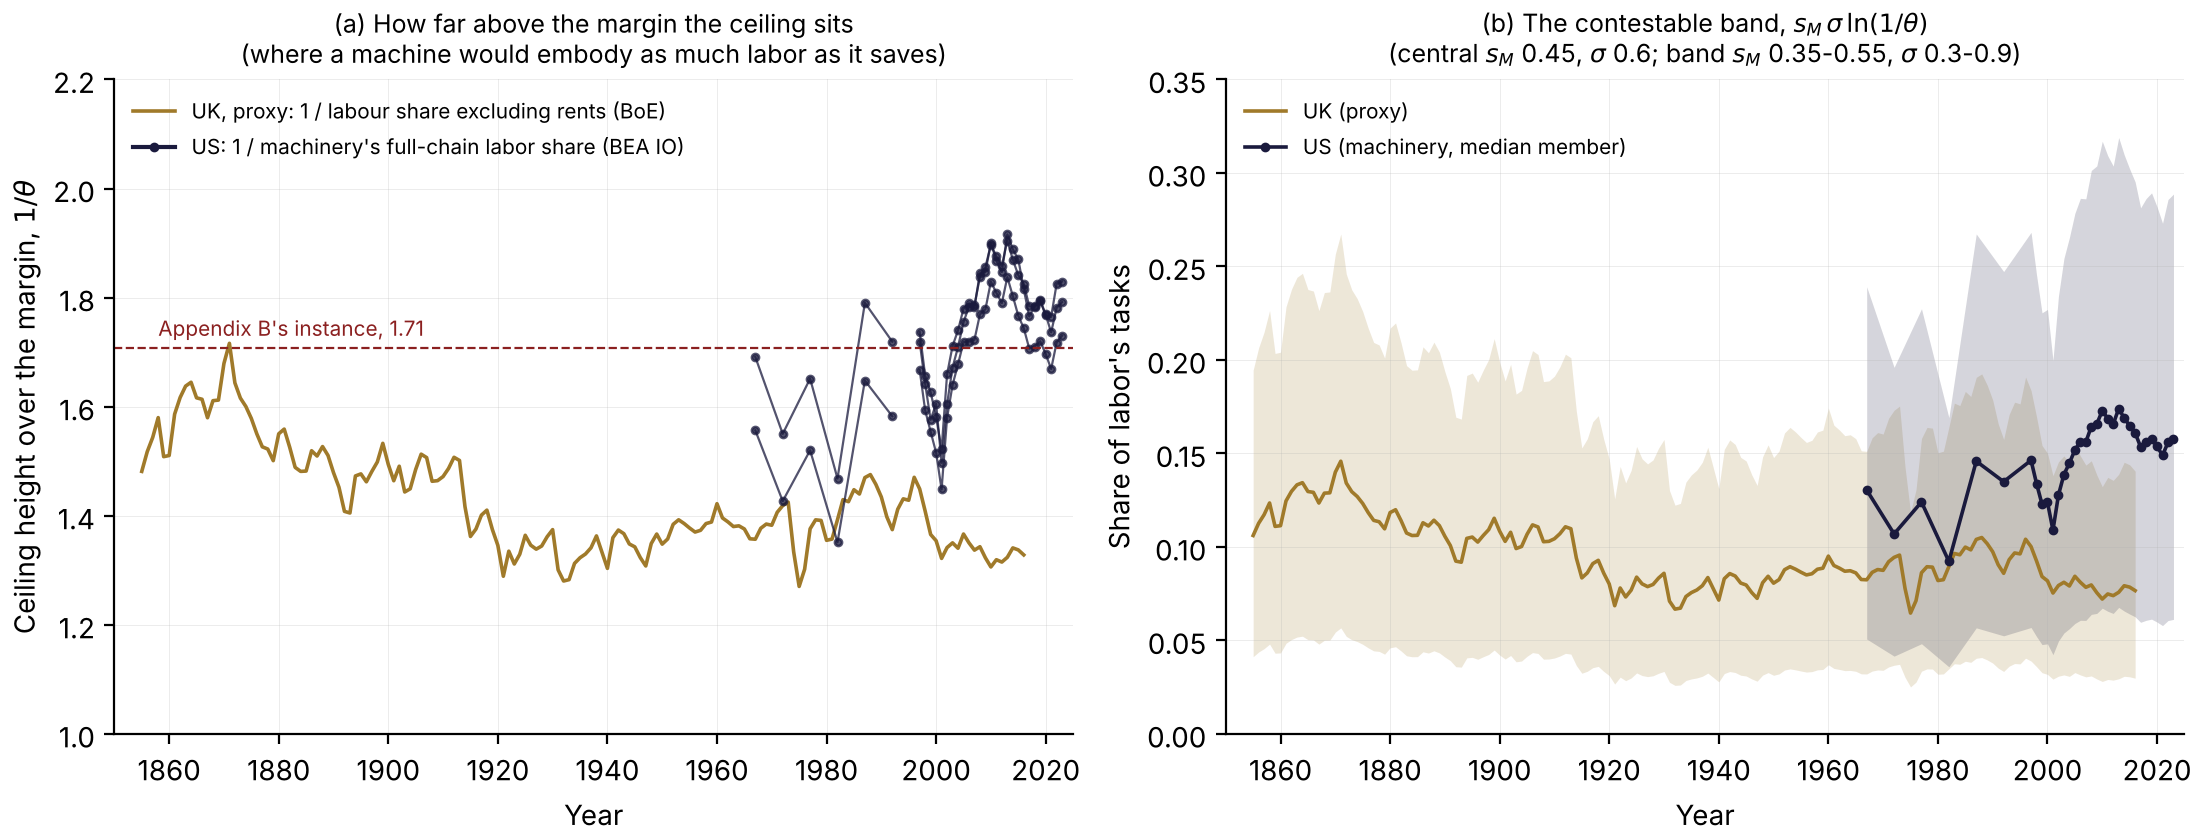 (a) How far above the margin the ceiling sits
(where a machine would embody as much labor as it saves)
Ceiling height over the margin, 1/θ
2.2
2.0
1.8
1.6
1.4
1.2
1.0
UK, proxy: 1 / labour share excluding rents (BoE)
US: 1 / machinery's full-chain labor share (BEA IO)
Appendix B's instance, 1.71
1860 1880 1900 1920 1940 1960 1980 2000 2020
Year
(b) The contestable band, s_M σ ln(1/θ)
(central s_M 0.45, σ 0.6; band s_M 0.35-0.55, σ 0.3-0.9)
Share of labor's tasks
0.35
0.30
0.25
0.20
0.15
0.10
0.05
0.00
UK (proxy)
US (machinery, median member)
1860 1880 1900 1920 1940 1960 1980 2000 2020
Year